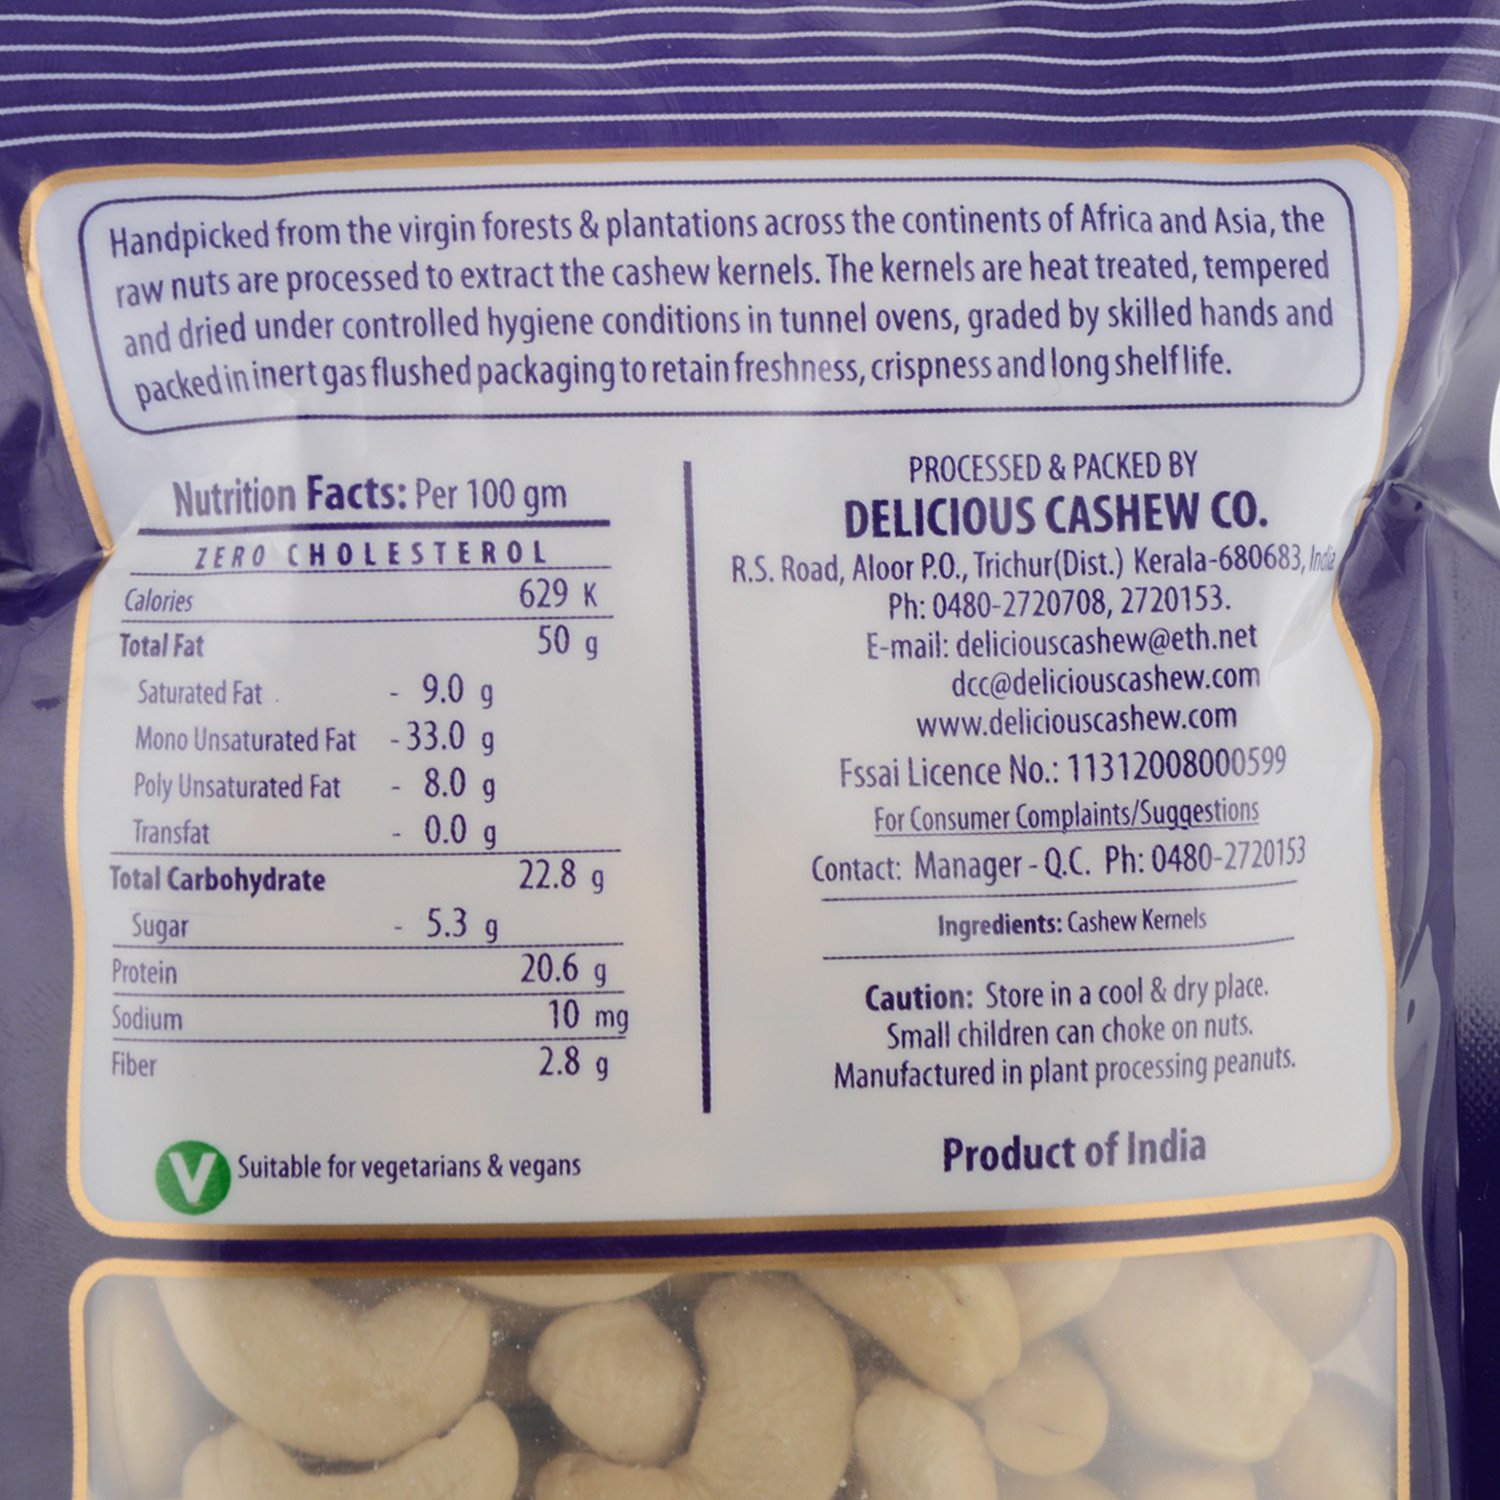 Handpicked from the virgin forests & plantations across the continents of Africa and Asia, the
raw nuts are processed to extract the cashew kernels. The kernels are heat treated, tempered
and dried under controlled hygiene conditions in tunnel ovens, graded by skilled hands and
packed in inert gas flushed packaging to retain freshness, crispness and long shelf life.
Nutrition Facts: Per 100 gm
ZERO CHOLESTEROL
Calories 629 K
Total Fat 50 g
Saturated Fat - 9.0 g
Mono Unsaturated Fat - 33.0 g
Poly Unsaturated Fat - 8.0 g
Transfat - 0.0 g
Total Carbohydrate 22.8 g
Sugar - 5.3 g
Protein 20.6 g
Sodium 10 mg
Fiber 2.8 g
V Suitable for vegetarians & vegans
PROCESSED & PACKED BY
DELICIOUS CASHEW CO.
R.S. Road, Aloor P.O., Trichur(Dist.) Kerala-680683, India
Ph: 0480-2720708, 2720153.
E-mail: deliciouscashew@eth.net
dcc@deliciouscashew.com
www.deliciouscashew.com
Fssai Licence No.: 11312008000599
For Consumer Complaints/Suggestions
Contact: Manager - Q.C. Ph: 0480-2720153
Ingredients: Cashew Kernels
Caution: Store in a cool & dry place.
Small children can choke on nuts.
Manufactured in plant processing peanuts.
Product of India